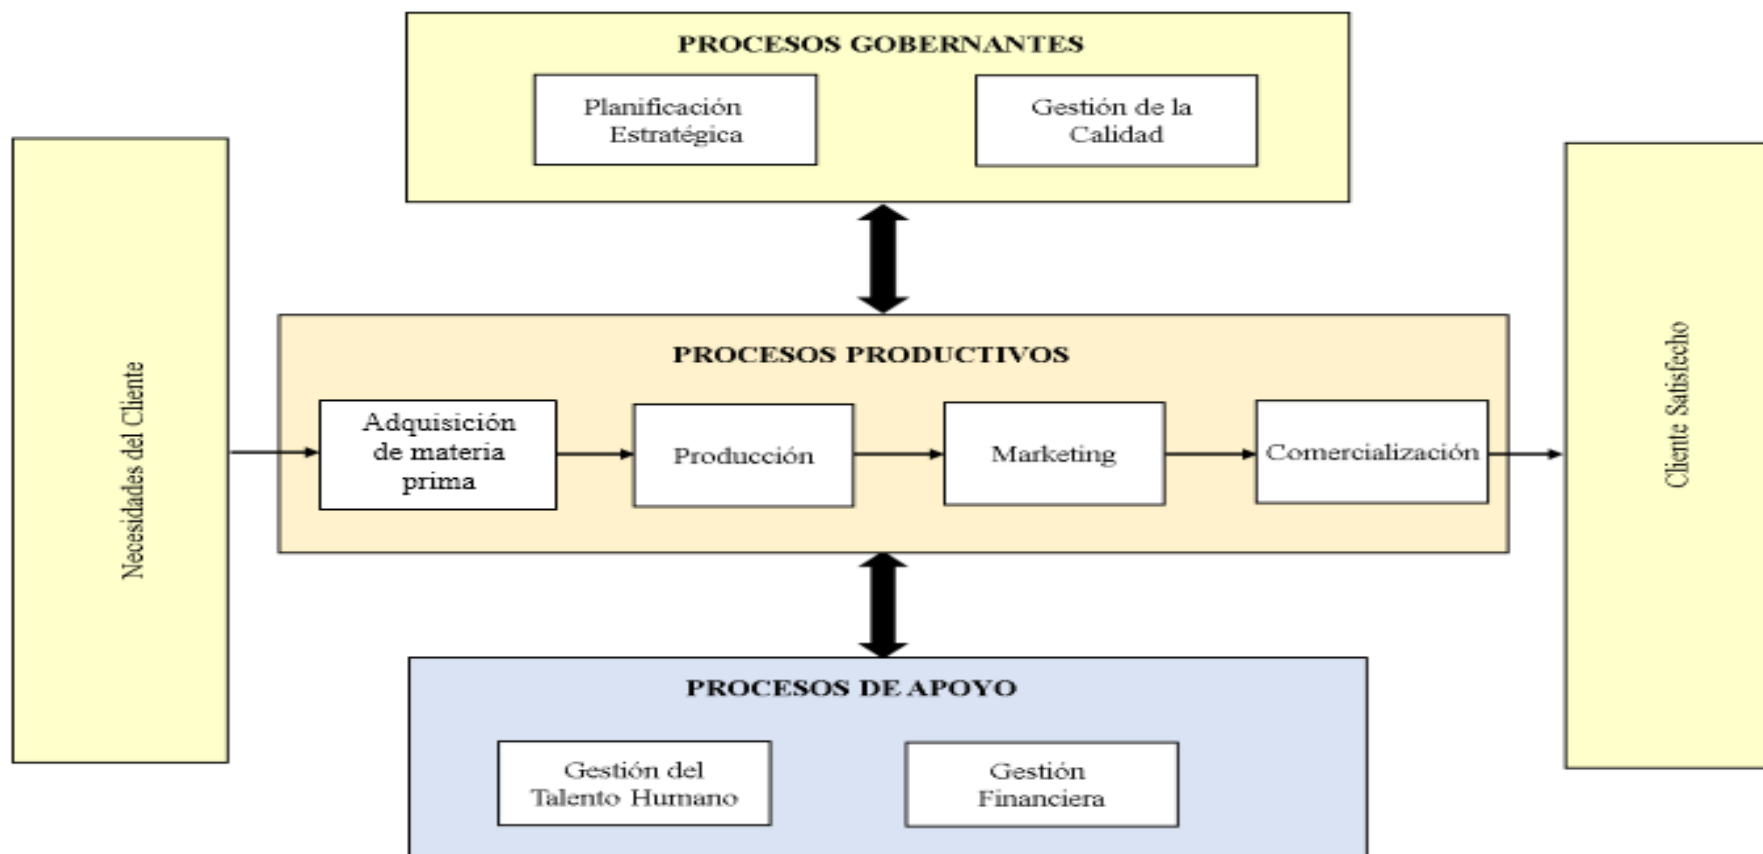 PROCESOS GOBERNANTES
Planificación
Estratégica
Gestión de la
Calidad
Necesidades del Cliente
PROCESOS PRODUCTIVOS
Adquisición
de materia
prima
Producción
Marketing
Comercialización
Cliente Satisfecho
PROCESOS DE APOYO
Gestión del
Talento Humano
Gestión
Financiera